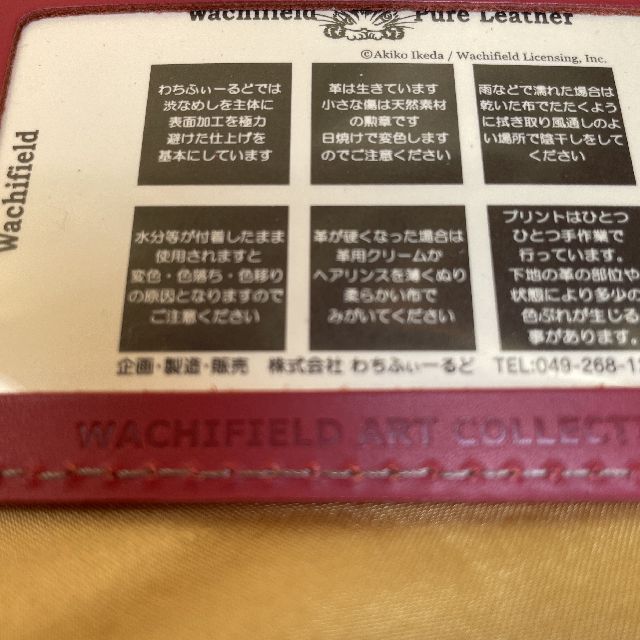 Wachifield Pure Leather
©Akiko Ikeda / Wachifield Licensing, Inc.
Wachifield
わちふぃーるどでは
渋なめしを主体に
表面加工を極力
避けた仕上げを
基本にしています
革は生きています
小さな傷は天然素材
の勲章です
日焼けで変色します
のでご注意ください
雨などで濡れた場合は
乾いた布でたたくよう
に拭き取り風通しのよ
い場所で陰干しをして
ください
水分等が付着したまま
使用されますと
変色・色落ち・色移り
の原因となりますので
ご注意ください
革が硬くなった場合は
革用クリームか
ヘアリンスを薄くぬり
柔らかい布で
みがいてください
プリントはひとつ
ひとつ手作業で
行っています。
下地の革の部位や
状態により多少の
色ぶれが生じる
事があります。
企画・製造・販売 株式会社 わちふぃーるど TEL:049-268-1
WACHIFIELD ART COLLECT